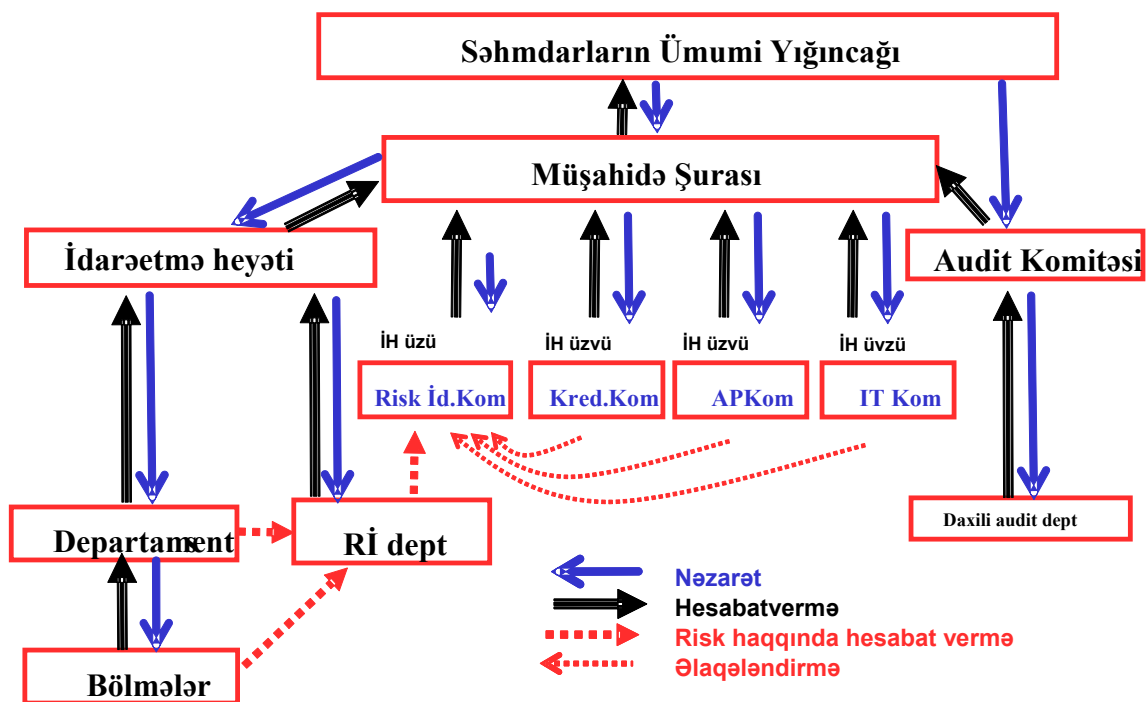 Səhmdarların Ümumi Yığıncağı
Müşahidə Şurası
İdarəetmə heyəti
Audit Komitəsi
İH üzü
İH üzvü
İH üzvü
İH üvzü
Risk İd.Kom
Kred.Kom
APKom
IT Kom
Departament
Rİ dept
Daxili audit dept
Bölmələr
Nəzarət
Hesabatvermə
Risk haqqında hesabat vermə
Əlaqələndirmə